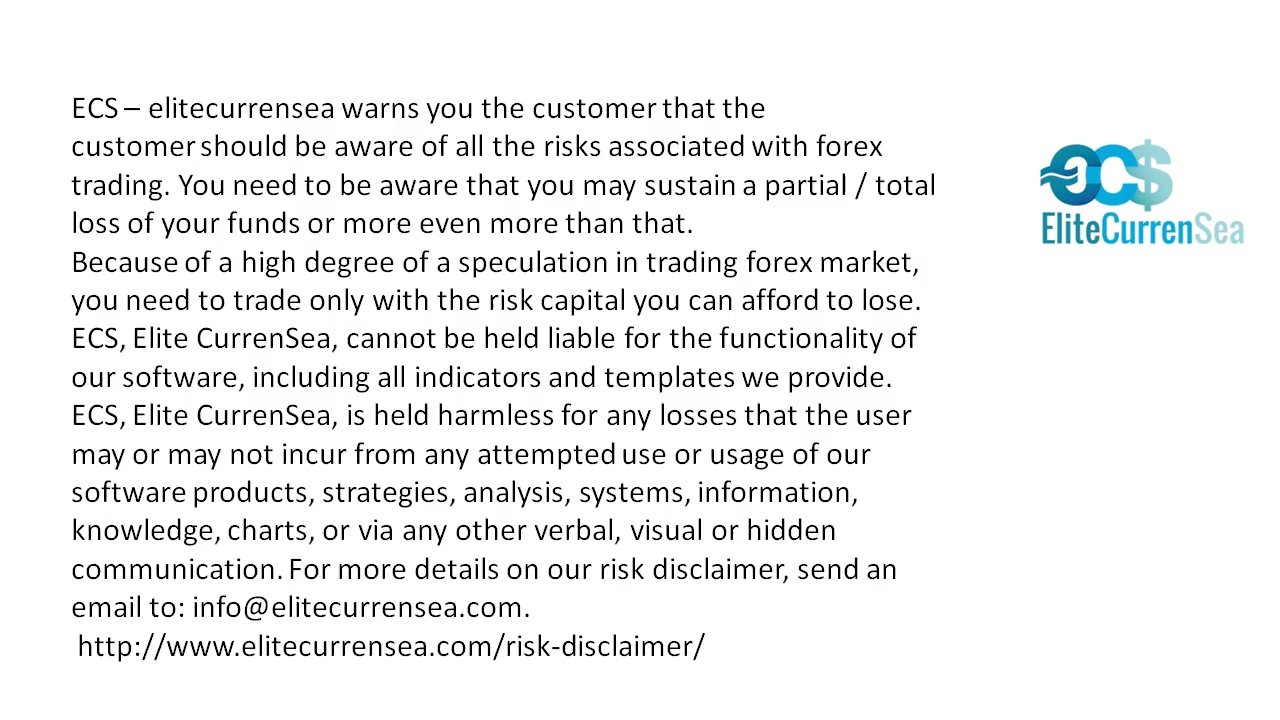 ECS – elitecurrensea warns you the customer that the
customer should be aware of all the risks associated with forex
trading. You need to be aware that you may sustain a partial / total
loss of your funds or more even more than that.
Because of a high degree of a speculation in trading forex market,
you need to trade only with the risk capital you can afford to lose.
ECS, Elite CurrenSea, cannot be held liable for the functionality of
our software, including all indicators and templates we provide.
ECS, Elite CurrenSea, is held harmless for any losses that the user
may or may not incur from any attempted use or usage of our
software products, strategies, analysis, systems, information,
knowledge, charts, or via any other verbal, visual or hidden
communication. For more details on our risk disclaimer, send an
email to: info@elitecurrensea.com.
http://www.elitecurrensea.com/risk-disclaimer/
eC$
EliteCurrenSea